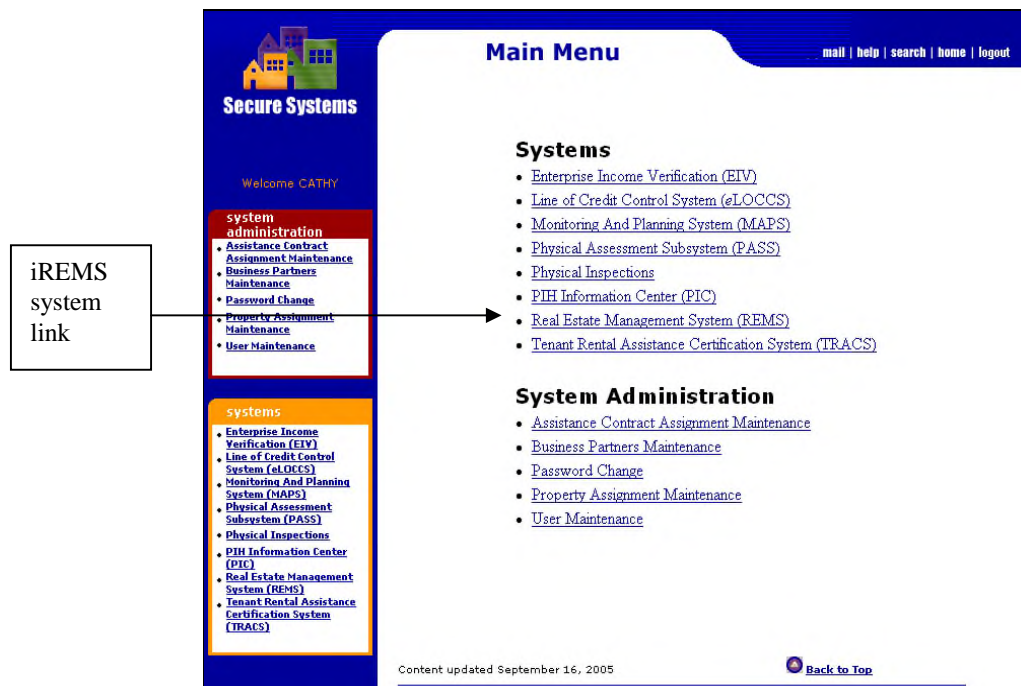 Main Menu
mail | help | search | home | logout
Secure Systems
Welcome CATHY
system
administration
Assistance Contract
Assignment Maintenance
Business Partners
Maintenance
Password Change
Property Assignment
Maintenance
User Maintenance
iREMS
system
link
systems
Enterprise Income
Verification (EIV)
Line of Credit Control
System (eLOCCS)
Monitoring And Planning
System (MAPS)
Physical Assessment
Subsystem (PASS)
Physical Inspections
PIH Information Center
(PIC)
Real Estate Management
System (REMS)
Tenant Rental Assistance
Certification System
(TRACS)
Systems
• Enterprise Income Verification (EIV)
• Line of Credit Control System (eLOCCS)
• Monitoring And Planning System (MAPS)
• Physical Assessment Subsystem (PASS)
• Physical Inspections
• PIH Information Center (PIC)
• Real Estate Management System (REMS)
• Tenant Rental Assistance Certification System (TRACS)
System Administration
• Assistance Contract Assignment Maintenance
• Business Partners Maintenance
• Password Change
• Property Assignment Maintenance
• User Maintenance
Content updated September 16, 2005
Back to Top